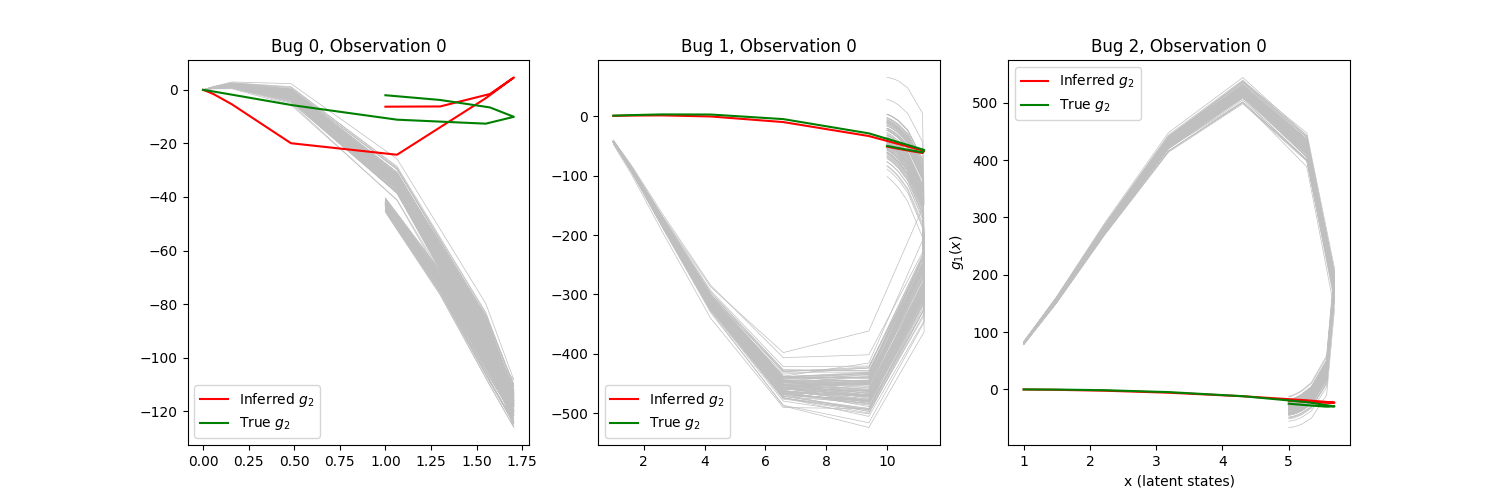 Bug 0, Observation 0
0
−20
−40
−60
−80
−100
−120
0.00 0.25 0.50 0.75 1.00 1.25 1.50 1.75
Inferred g₂
True g₂
Bug 1, Observation 0
0
−100
−200
−300
−400
−500
2 4 6 8 10
Inferred g₂
True g₂
Bug 2, Observation 0
Inferred g₂
True g₂
g₁(x)
500
400
300
200
100
0
1 2 3 4 5
x (latent states)